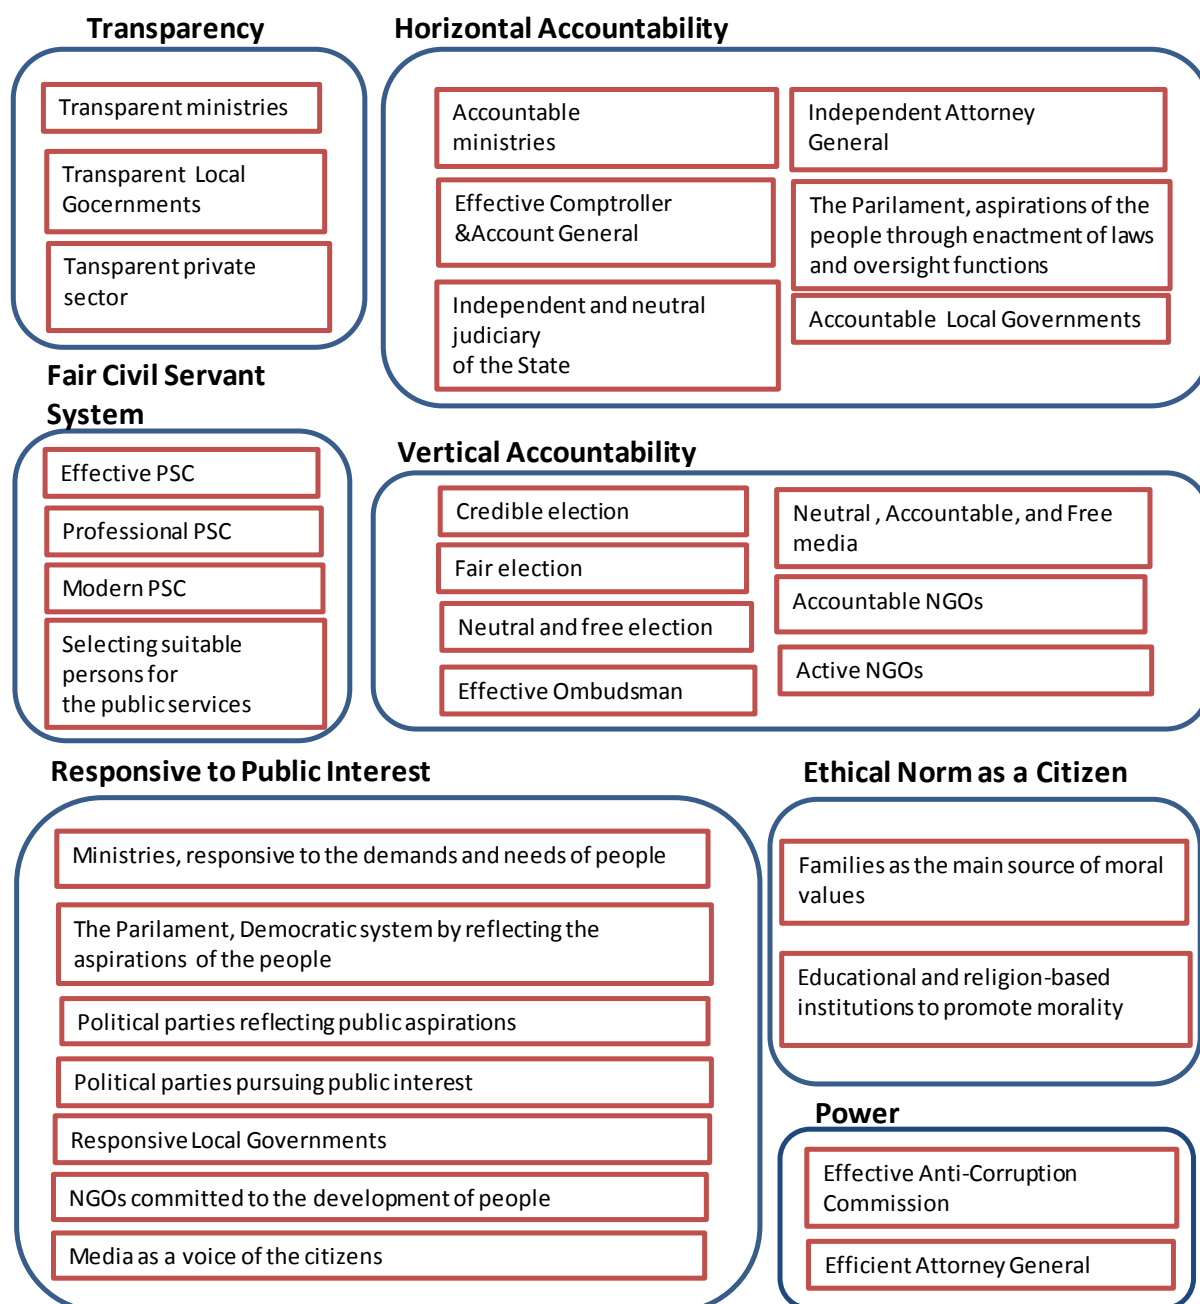 Transparency
Transparent ministries
Transparent Local
Gocernments
Tansparent private
sector
Horizontal Accountability
Accountable
ministries
Effective Comptroller
&Account General
Independent and neutral
judiciary
of the State
Independent Attorney
General
The Parilament, aspirations of the
people through enactment of laws
and oversight functions
Accountable Local Governments
Fair Civil Servant
System
Effective PSC
Professional PSC
Modern PSC
Selecting suitable
persons for
the public services
Vertical Accountability
Credible election
Fair election
Neutral and free election
Effective Ombudsman
Neutral , Accountable, and Free
media
Accountable NGOs
Active NGOs
Responsive to Public Interest
Ministries, responsive to the demands and needs of people
The Parilament, Democratic system by reflecting the
aspirations of the people
Political parties reflecting public aspirations
Political parties pursuing public interest
Responsive Local Governments
NGOs committed to the development of people
Media as a voice of the citizens
Ethical Norm as a Citizen
Families as the main source of moral
values
Educational and religion-based
institutions to promote morality
Power
Effective Anti-Corruption
Commission
Efficient Attorney General